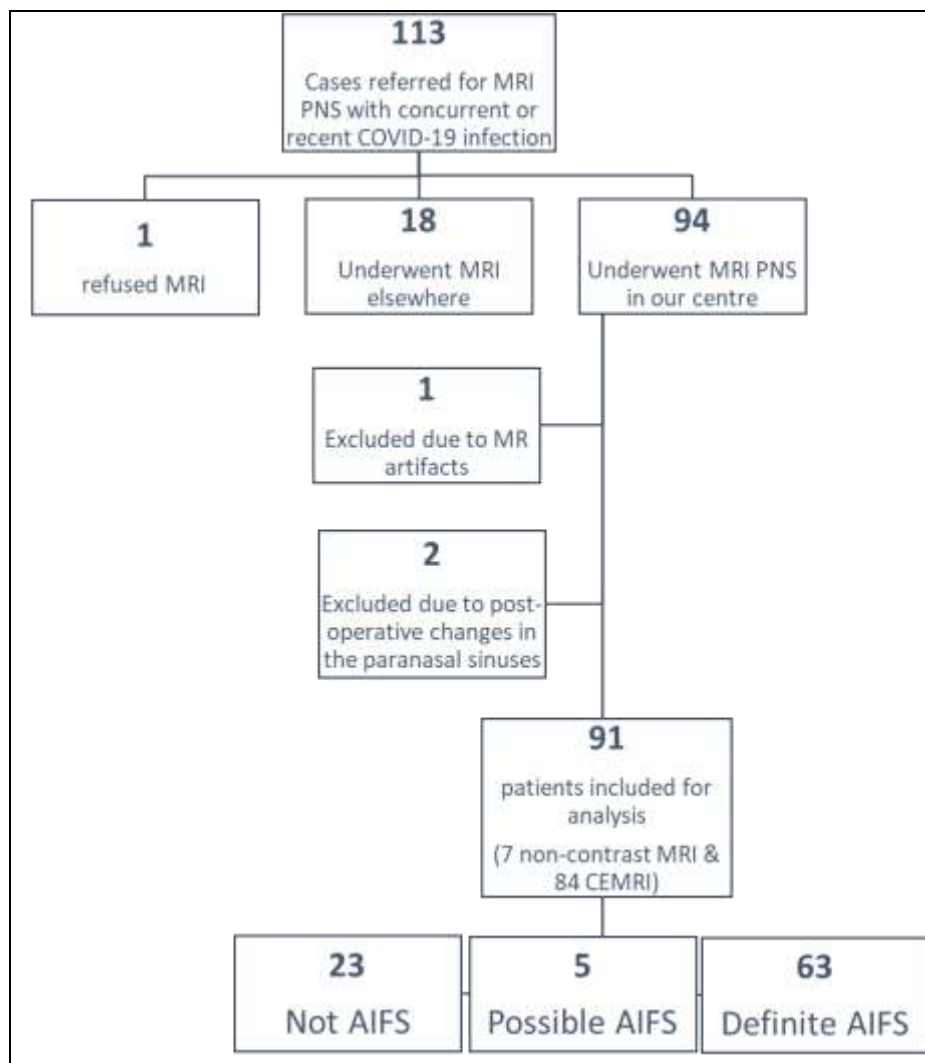 113
Cases referred for MRI
PNS with concurrent or
recent COVID-19 infection
1
refused MRI
18
Underwent MRI
elsewhere
94
Underwent MRI PNS
in our centre
1
Excluded due to MR
artifacts
2
Excluded due to post-
operative changes in
the paranasal sinuses
91
patients included for
analysis
(7 non-contrast MRI &
84 CEMRI)
23
Not AIFS
5
Possible AIFS
63
Definite AIFS